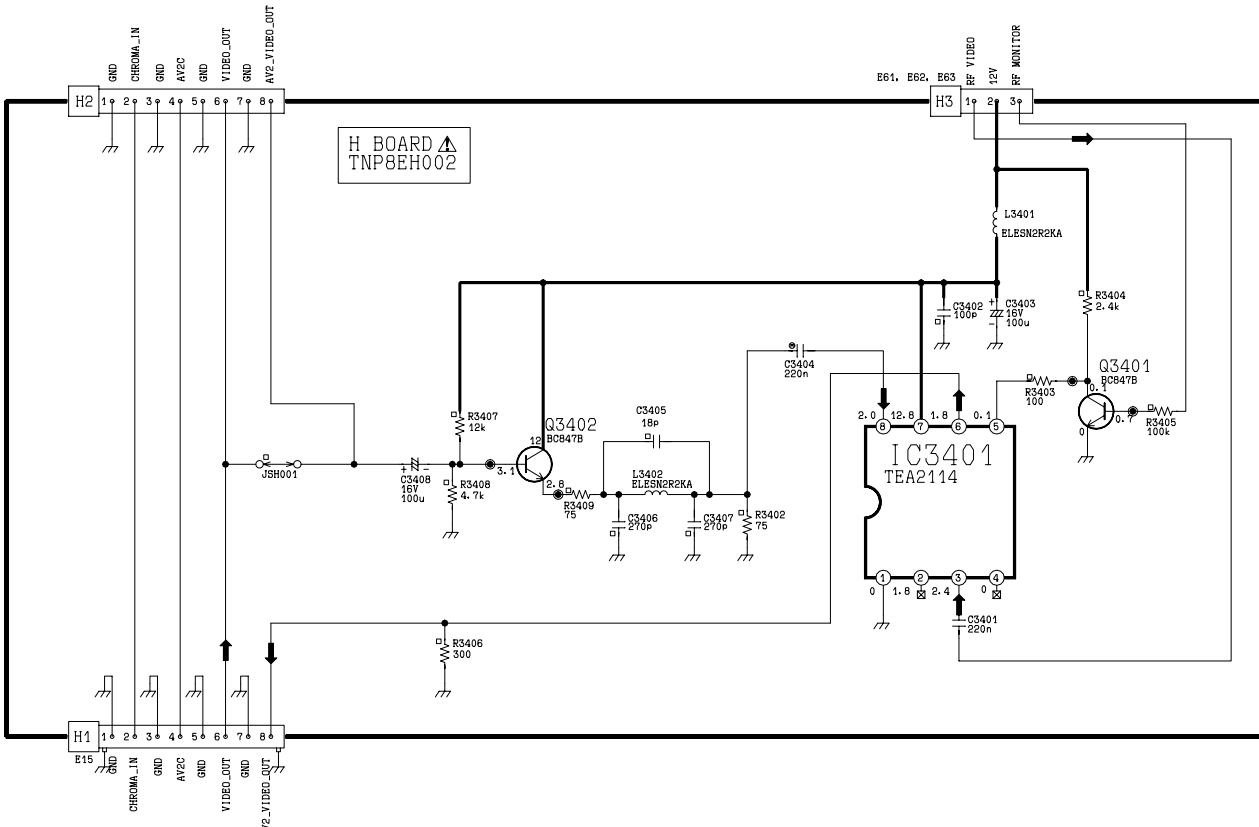 GND
CHROMA_IN
GND
AV2C
GND
VIDEO_OUT
GND
AV2_VIDEO_OUT
H2
1 2 3 4 5 6 7 8
H BOARD
TNP8EH002
E61, E62, E63
RF VIDEO
12V
RF MONITOR
H3
1 2 3
L3401
ELESN2R2KA
C3402
100p
+
-
C3403
16V
100u
R3404
2.4k
Q3401
BC847B
0.1
0.7
0
R3403
100
R3405
100k
C3404
220n
2.0 12.8 1.8 0.1
8 7 6 5
IC3401
TEA2114
1 2 3 4
0 1.8 2.4 0
C3401
220n
R3407
12k
Q3402
BC847B
12
3.1
2.8
C3405
18p
JSH001
+ -
C3408
16V
100u
R3408
4.7k
R3409
75
L3402
ELESN2R2KA
C3406
270p
C3407
270p
R3402
75
R3406
300
H1
1 2 3 4 5 6 7 8
E15
GND
CHROMA_IN
GND
AV2C
GND
VIDEO_OUT
GND
V2_VIDEO_OUT